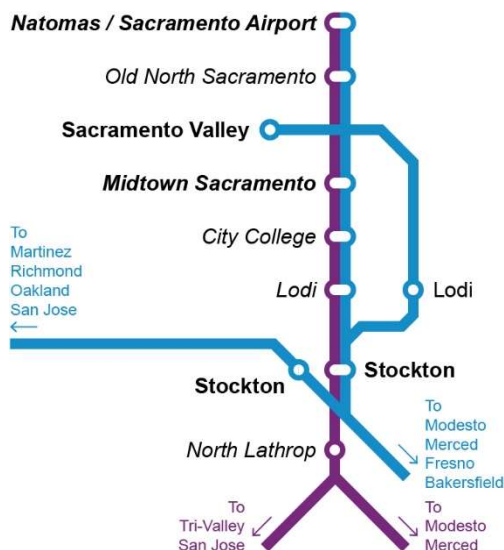 Natomas / Sacramento Airport
Old North Sacramento
Sacramento Valley
Midtown Sacramento
City College
To
Martinez
Richmond
Oakland
San Jose
←
Lodi
Lodi
Stockton
Stockton
North Lathrop
To
Modesto
Merced
Fresno
Bakersfield
To
Tri-Valley
San Jose
To
Modesto
Merced